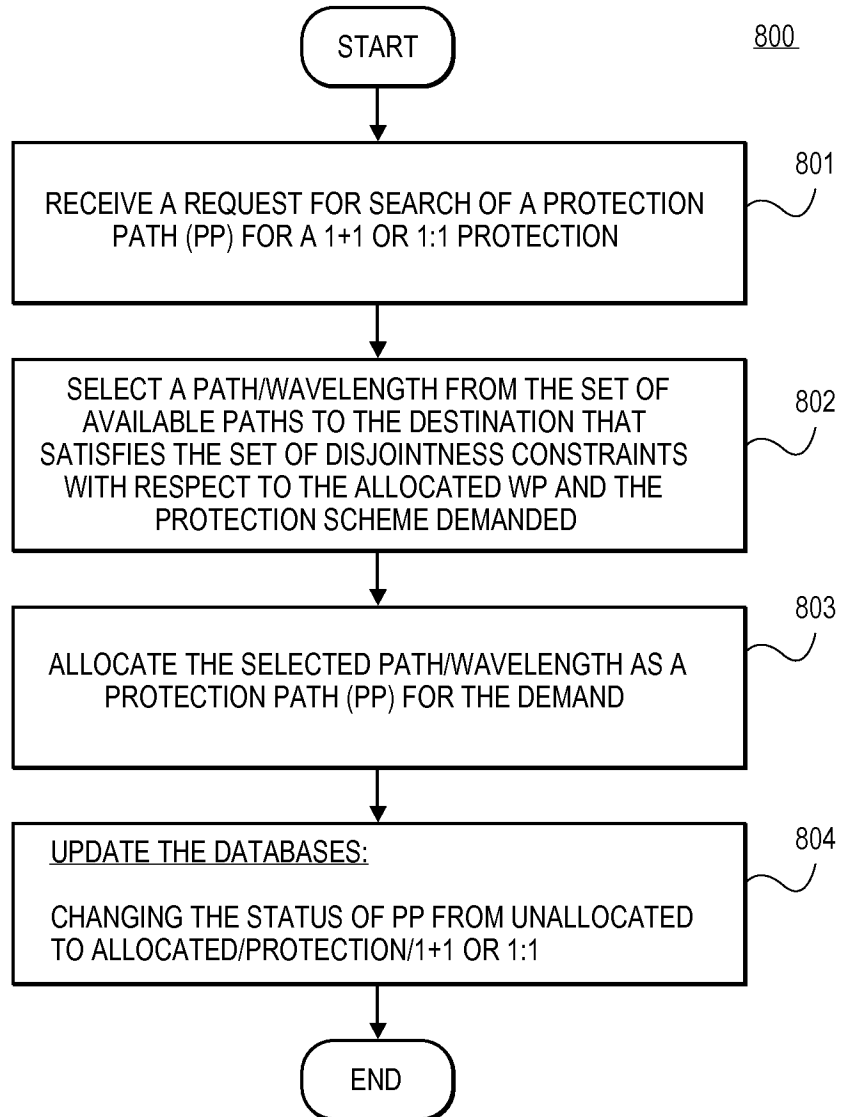 START
800
RECEIVE A REQUEST FOR SEARCH OF A PROTECTION
PATH (PP) FOR A 1+1 OR 1:1 PROTECTION
801
SELECT A PATH/WAVELENGTH FROM THE SET OF
AVAILABLE PATHS TO THE DESTINATION THAT
SATISFIES THE SET OF DISJOINTNESS CONSTRAINTS
WITH RESPECT TO THE ALLOCATED WP AND THE
PROTECTION SCHEME DEMANDED
802
ALLOCATE THE SELECTED PATH/WAVELENGTH AS A
PROTECTION PATH (PP) FOR THE DEMAND
803
UPDATE THE DATABASES:
CHANGING THE STATUS OF PP FROM UNALLOCATED
TO ALLOCATED/PROTECTION/1+1 OR 1:1
804
END